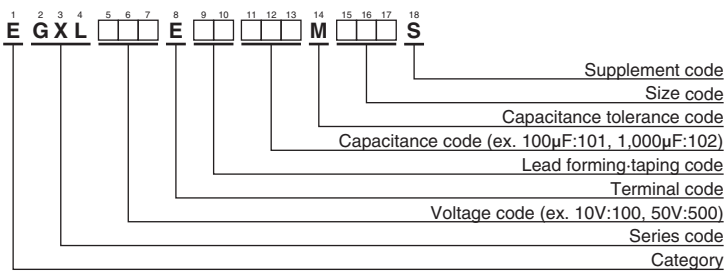 1 2 3 4 5 6 7 8 9 10 11 12 13 14 15 16 17 18
E G X L E M S
Supplement code
Size code
Capacitance tolerance code
Capacitance code (ex. 100μF:101, 1,000μF:102)
Lead forming·taping code
Terminal code
Voltage code (ex. 10V:100, 50V:500)
Series code
Category